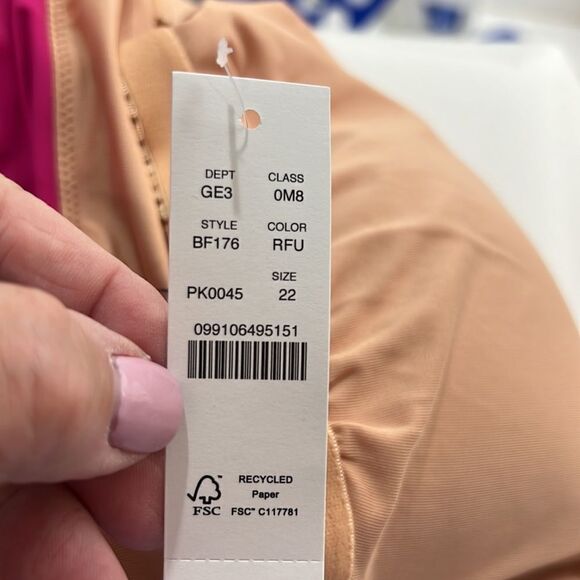 DEPT CLASS
GE3 0M8
STYLE COLOR
BF176 RFU
SIZE
PK0045 22
099106495151
RECYCLED
Paper
FSC FSC™ C117781